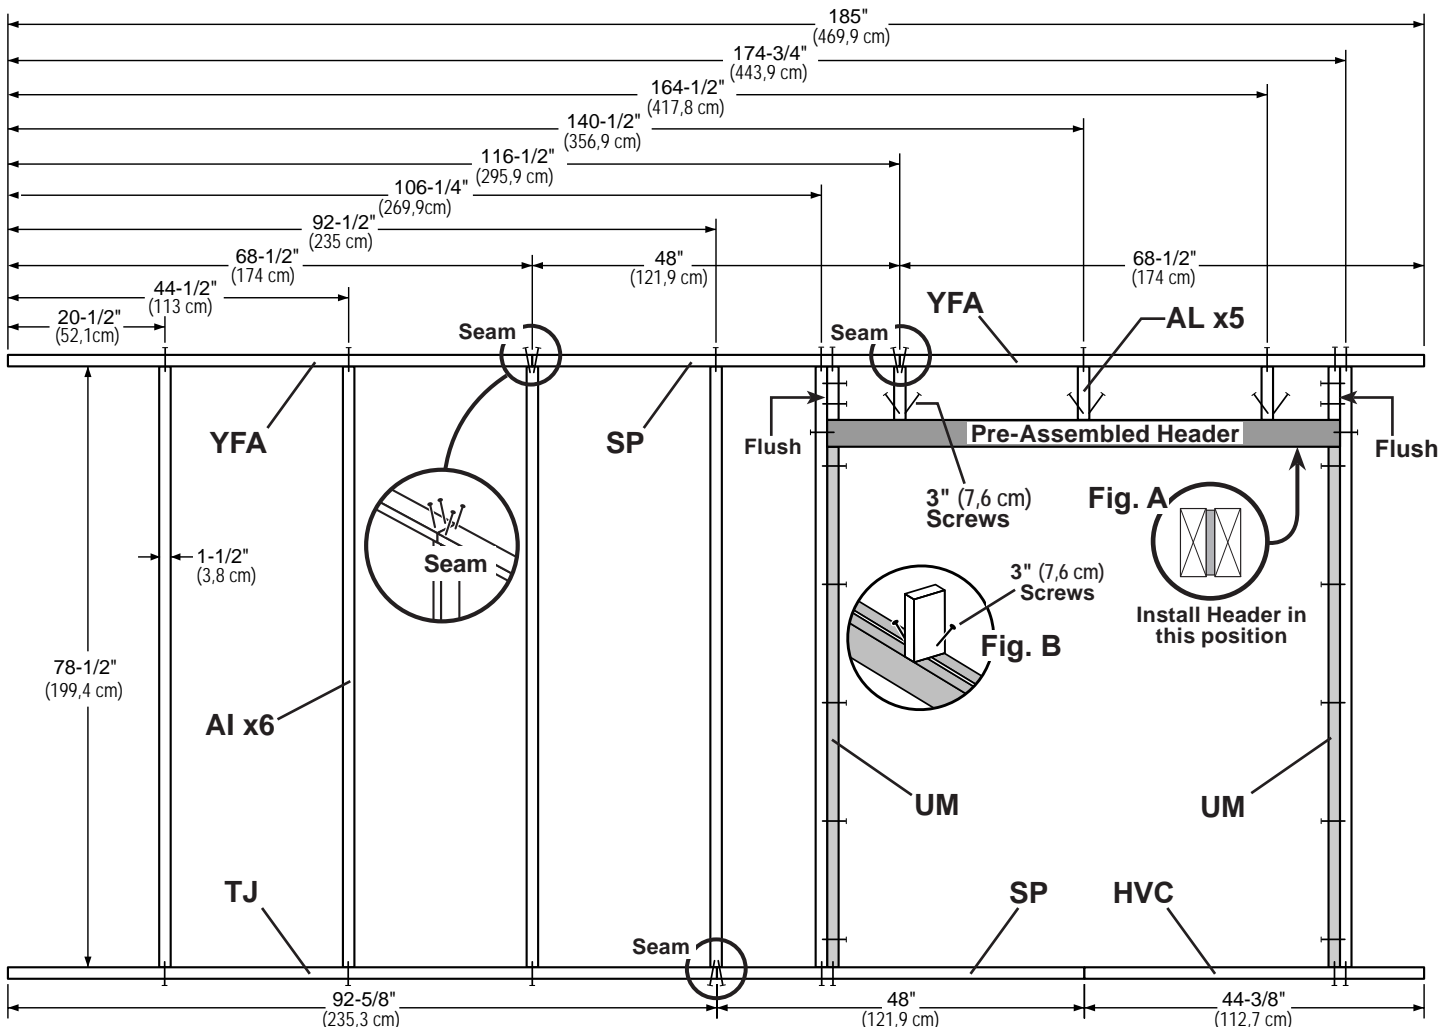 185"
(469,9 cm)
174-3/4"
(443,9 cm)
164-1/2"
(417,8 cm)
140-1/2"
(356,9 cm)
116-1/2"
(295,9 cm)
106-1/4"
(269,9cm)
92-1/2"
(235 cm)
68-1/2"
(174 cm)
48"
(121,9 cm)
68-1/2"
(174 cm)
44-1/2"
(113 cm)
20-1/2"
(52,1cm)
Seam
Seam
YFA
AL x5
YFA
SP
Flush
Pre-Assembled Header
Flush
3" (7,6 cm)
Screws
Fig. A
Seam
1-1/2"
(3,8 cm)
3" (7,6 cm)
Screws
Fig. B
Install Header in
this position
78-1/2"
(199,4 cm)
AI x6
UM
UM
TJ
SP
HVC
Seam
92-5/8"
(235,3 cm)
48"
(121,9 cm)
44-3/8"
(112,7 cm)